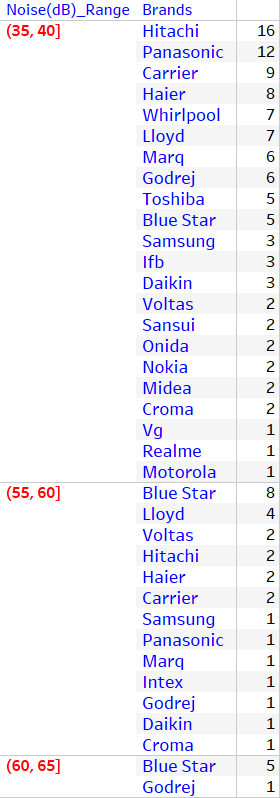 Noise(dB)_Range Brands
(35, 40] Hitachi 16
Panasonic 12
Carrier 9
Haier 8
Whirlpool 7
Lloyd 7
Marq 6
Godrej 6
Toshiba 5
Blue Star 5
Samsung 3
Ifb 3
Daikin 3
Voltas 2
Sansui 2
Onida 2
Nokia 2
Midea 2
Croma 2
Vg 1
Realme 1
Motorola 1
(55, 60] Blue Star 8
Lloyd 4
Voltas 2
Hitachi 2
Haier 2
Carrier 2
Samsung 1
Panasonic 1
Marq 1
Intex 1
Godrej 1
Daikin 1
Croma 1
(60, 65] Blue Star 5
Godrej 1